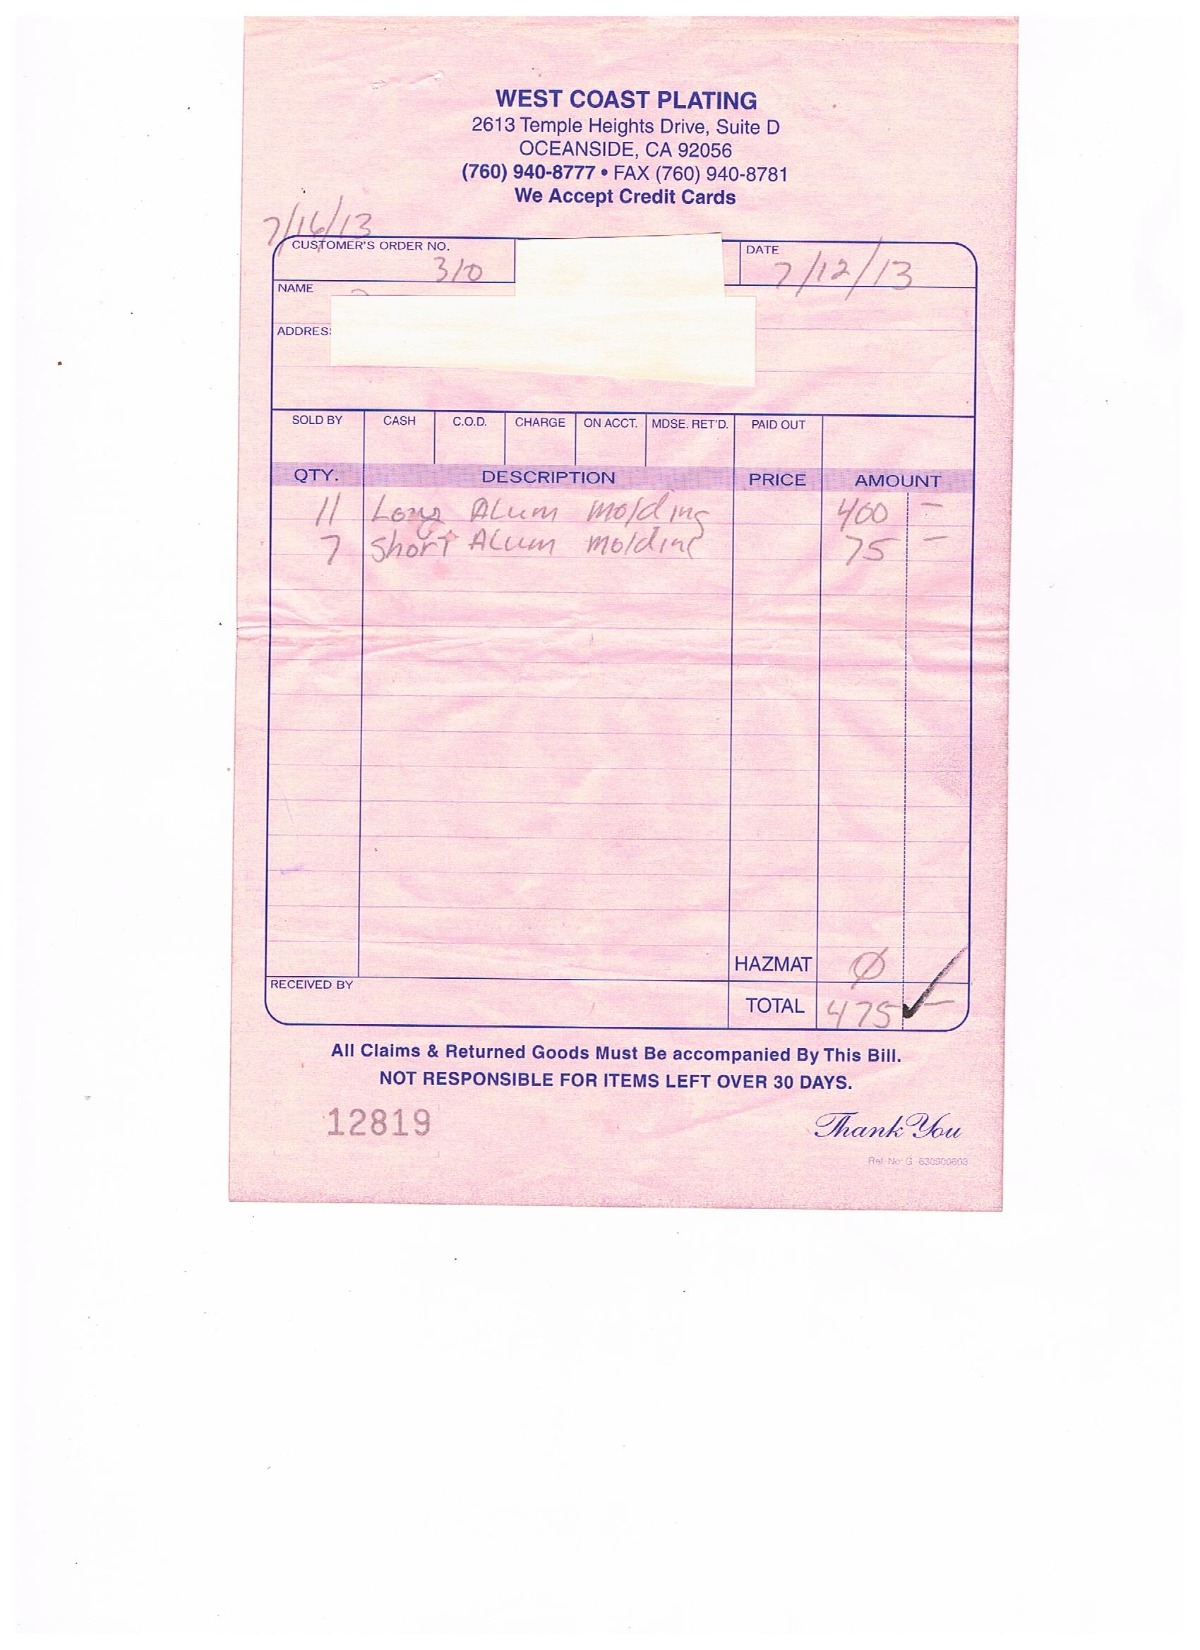 WEST COAST PLATING
2613 Temple Heights Drive, Suite D
OCEANSIDE, CA 92056
(760) 940-8777 • FAX (760) 940-8781
We Accept Credit Cards
7/16/13
CUSTOMER'S ORDER NO. 310 DATE 7/12/13
NAME
ADDRES
SOLD BY CASH C.O.D. CHARGE ON ACCT. MDSE. RET'D. PAID OUT
QTY. DESCRIPTION PRICE AMOUNT
11 Long ALum molding 400 –
7 Short ALum molding 75 –
HAZMAT Ø
RECEIVED BY TOTAL 475 ✓ –
All Claims & Returned Goods Must Be accompanied By This Bill.
NOT RESPONSIBLE FOR ITEMS LEFT OVER 30 DAYS.
12819 Thank You
Ref No G